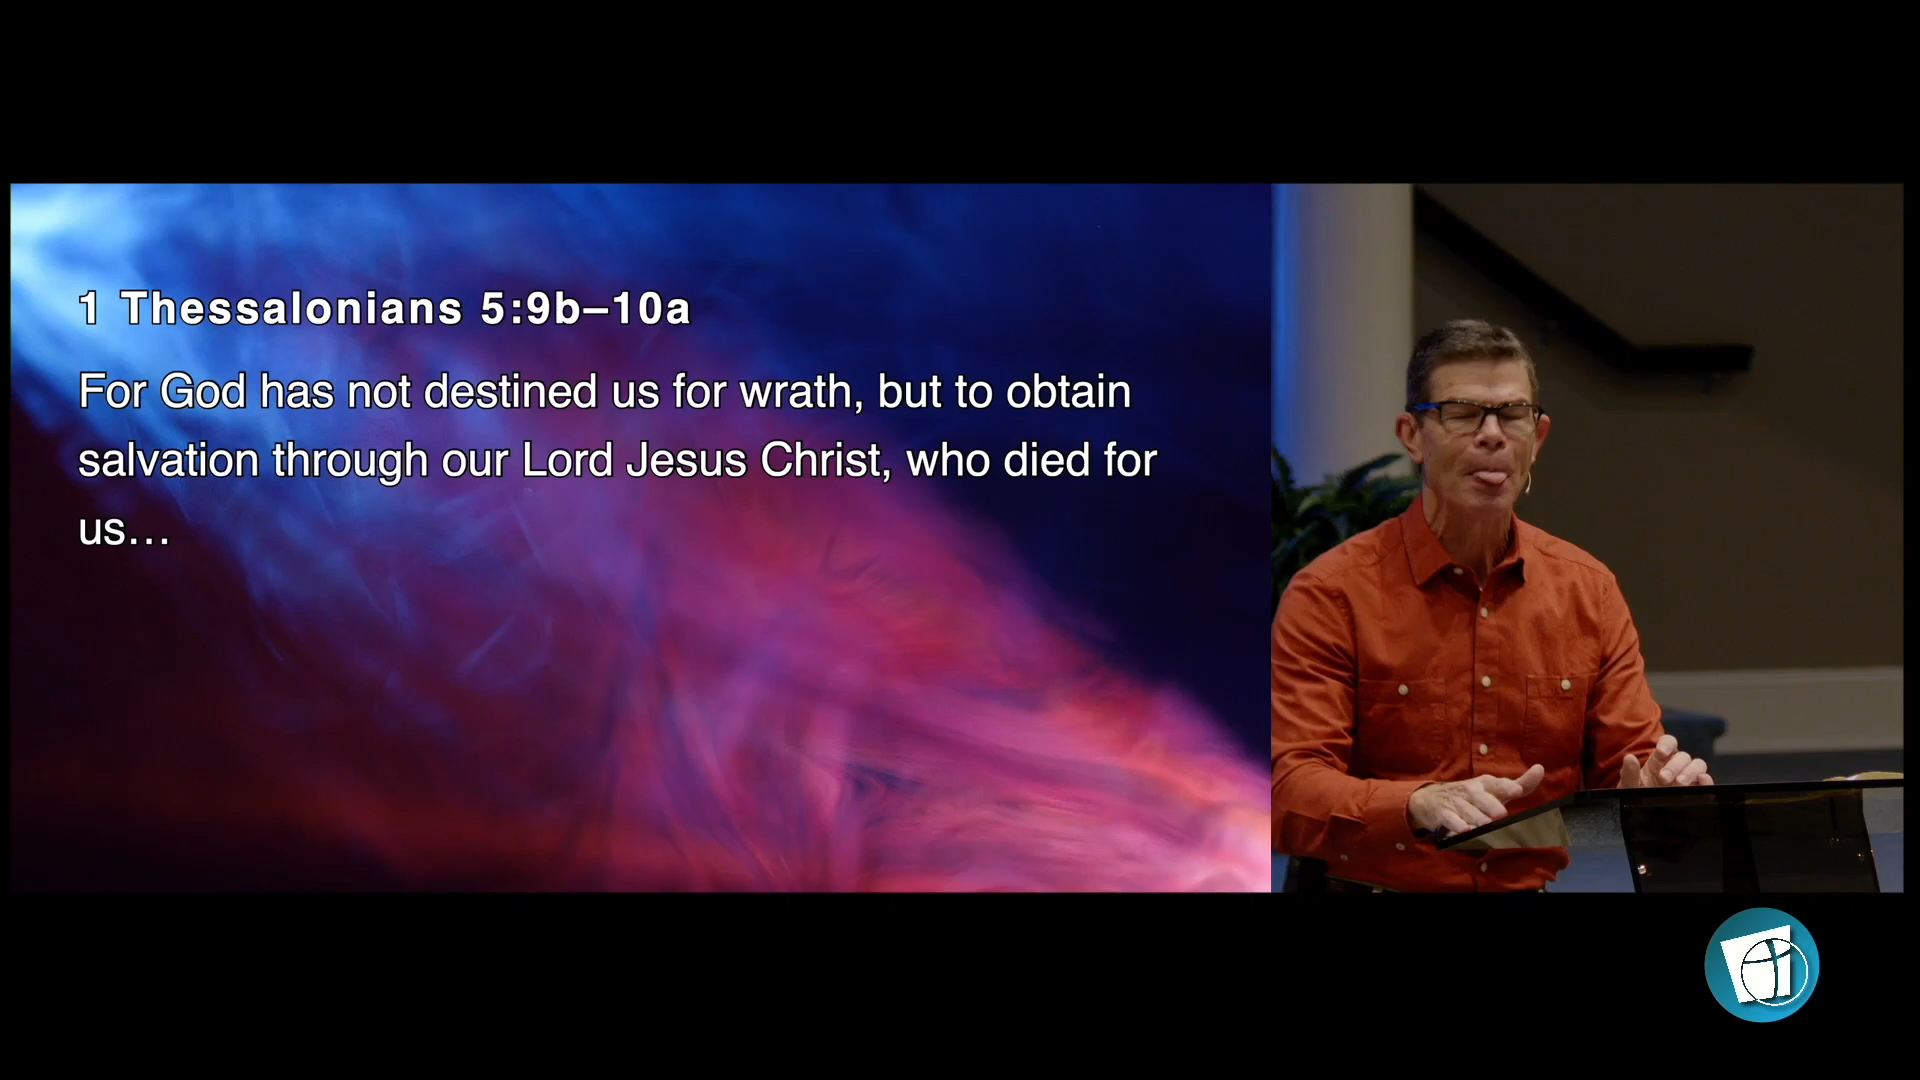 1 Thessalonians 5:9b–10a
For God has not destined us for wrath, but to obtain
salvation through our Lord Jesus Christ, who died for
us…